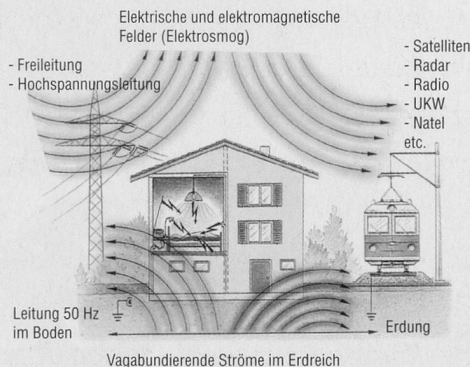 Elektrische und elektromagnetische
Felder (Elektrosmog)
- Freileitung
- Hochspannungsleitung
- Satelliten
- Radar
- Radio
- UKW
- Natel
etc.
Leitung 50 Hz
im Boden
Erdung
Vagabundierende Ströme im Erdreich